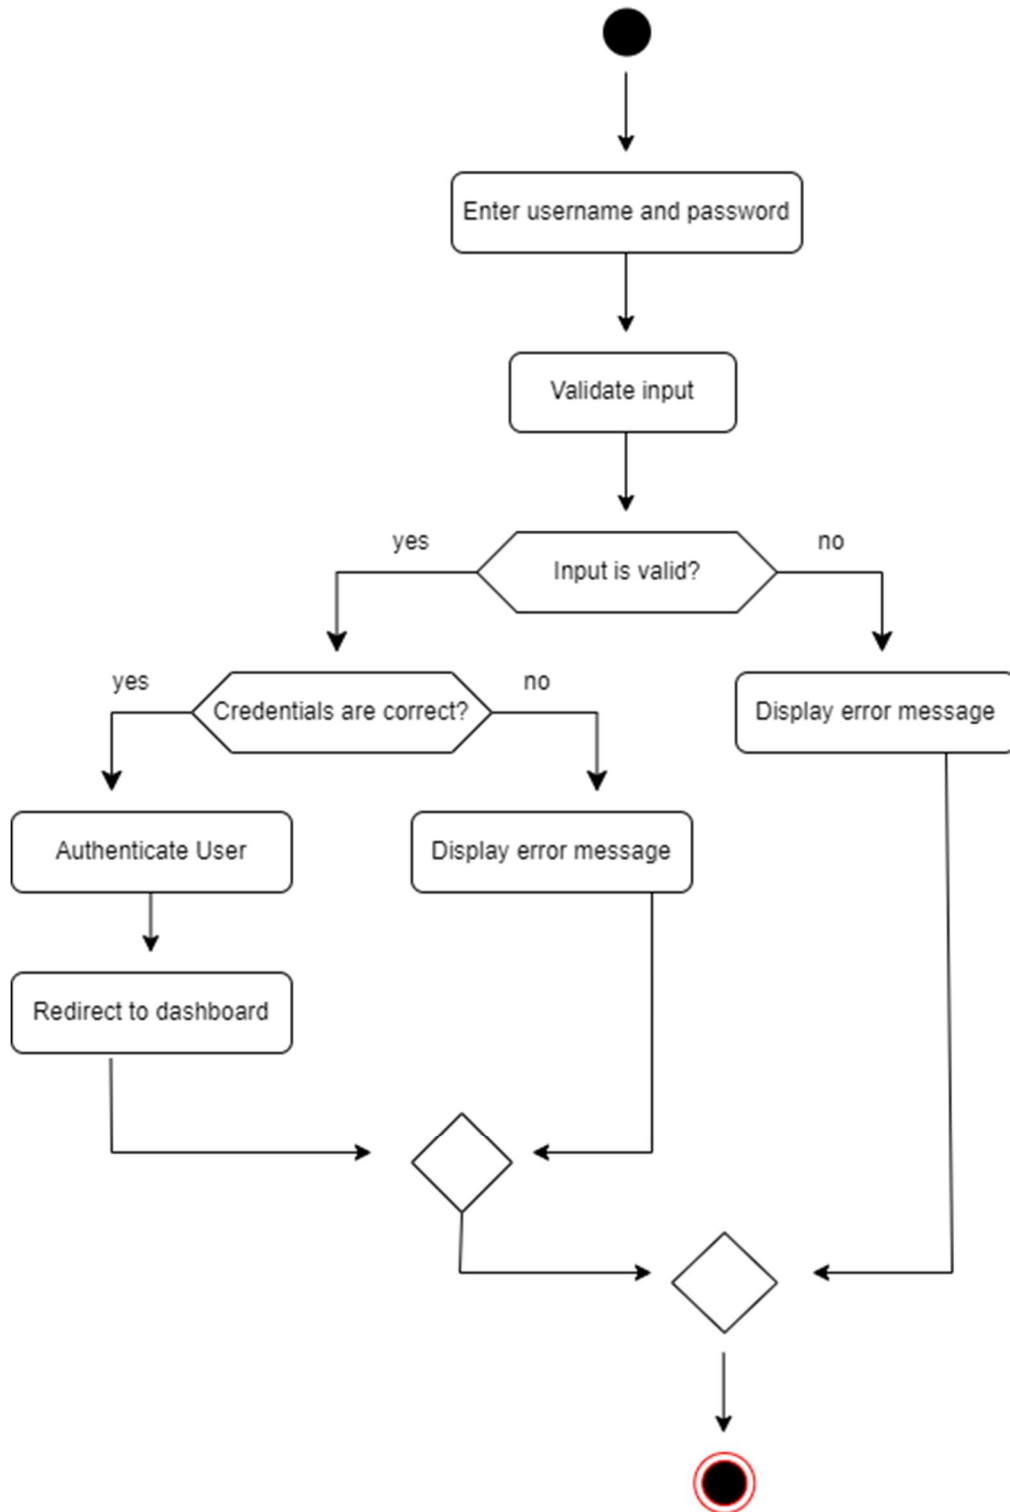 Enter username and password
Validate input
yes
no
Input is valid?
yes
no
Credentials are correct?
Display error message
Authenticate User
Display error message
Redirect to dashboard